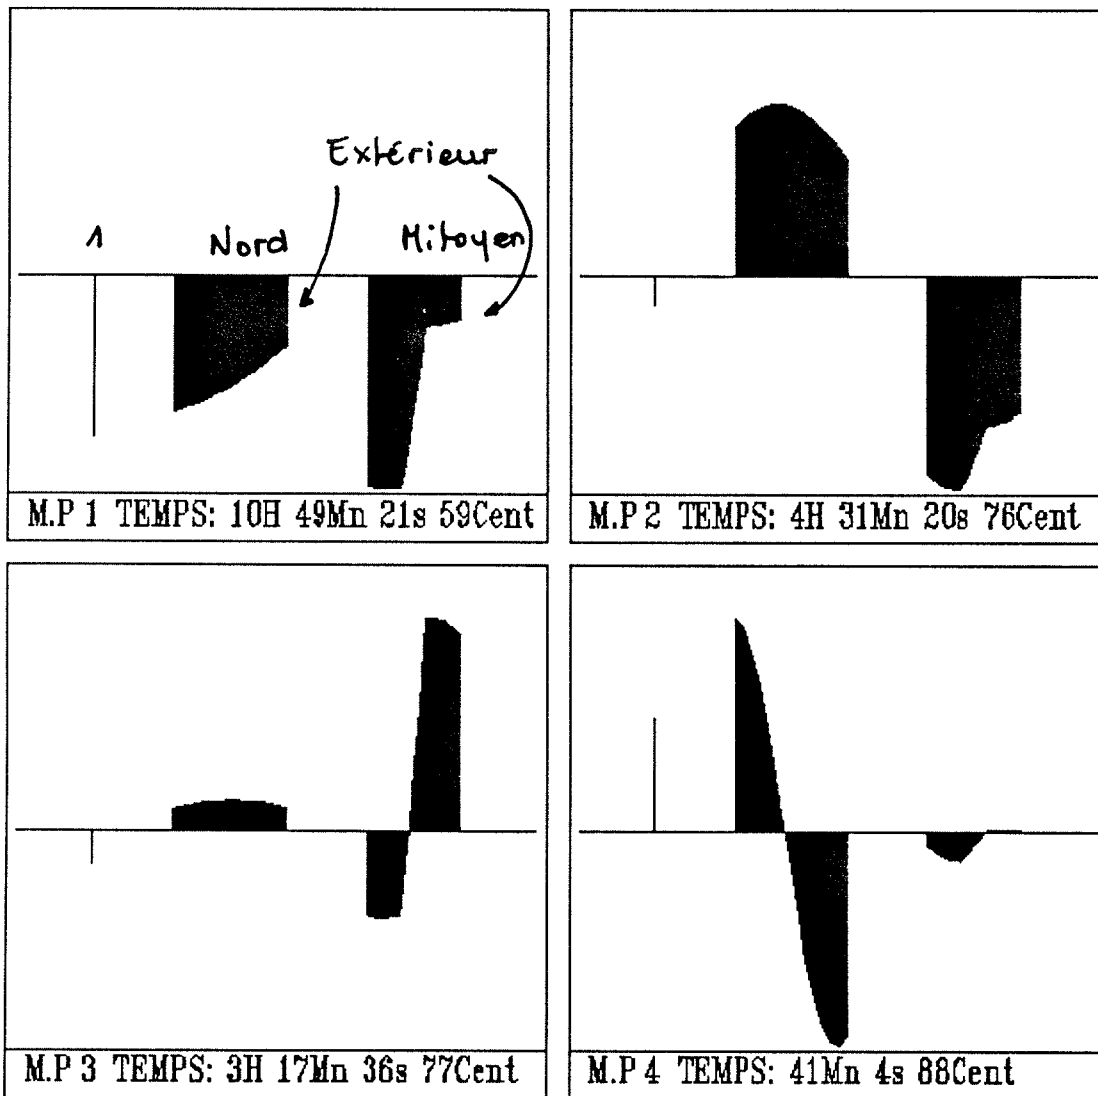 Extérieur
1 Nord Mitoyen
M.P 1 TEMPS: 10H 49Mn 21s 59Cent
M.P 2 TEMPS: 4H 31Mn 20s 76Cent
M.P 3 TEMPS: 3H 17Mn 36s 77Cent
M.P 4 TEMPS: 41Mn 4s 88Cent